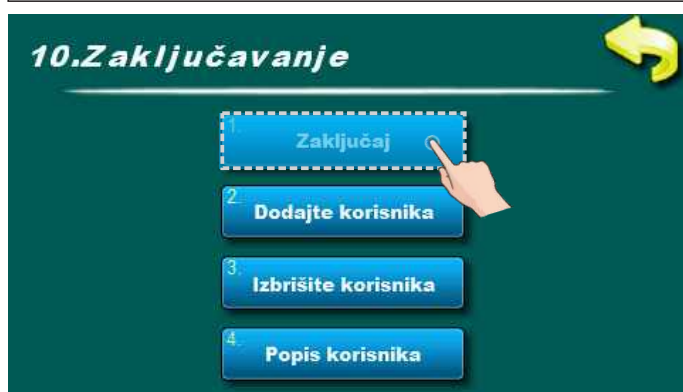 10.Zaključavanje
1.
Zaključaj
2.
Dodajte korisnika
3.
Izbrišite korisnika
4.
Popis korisnika